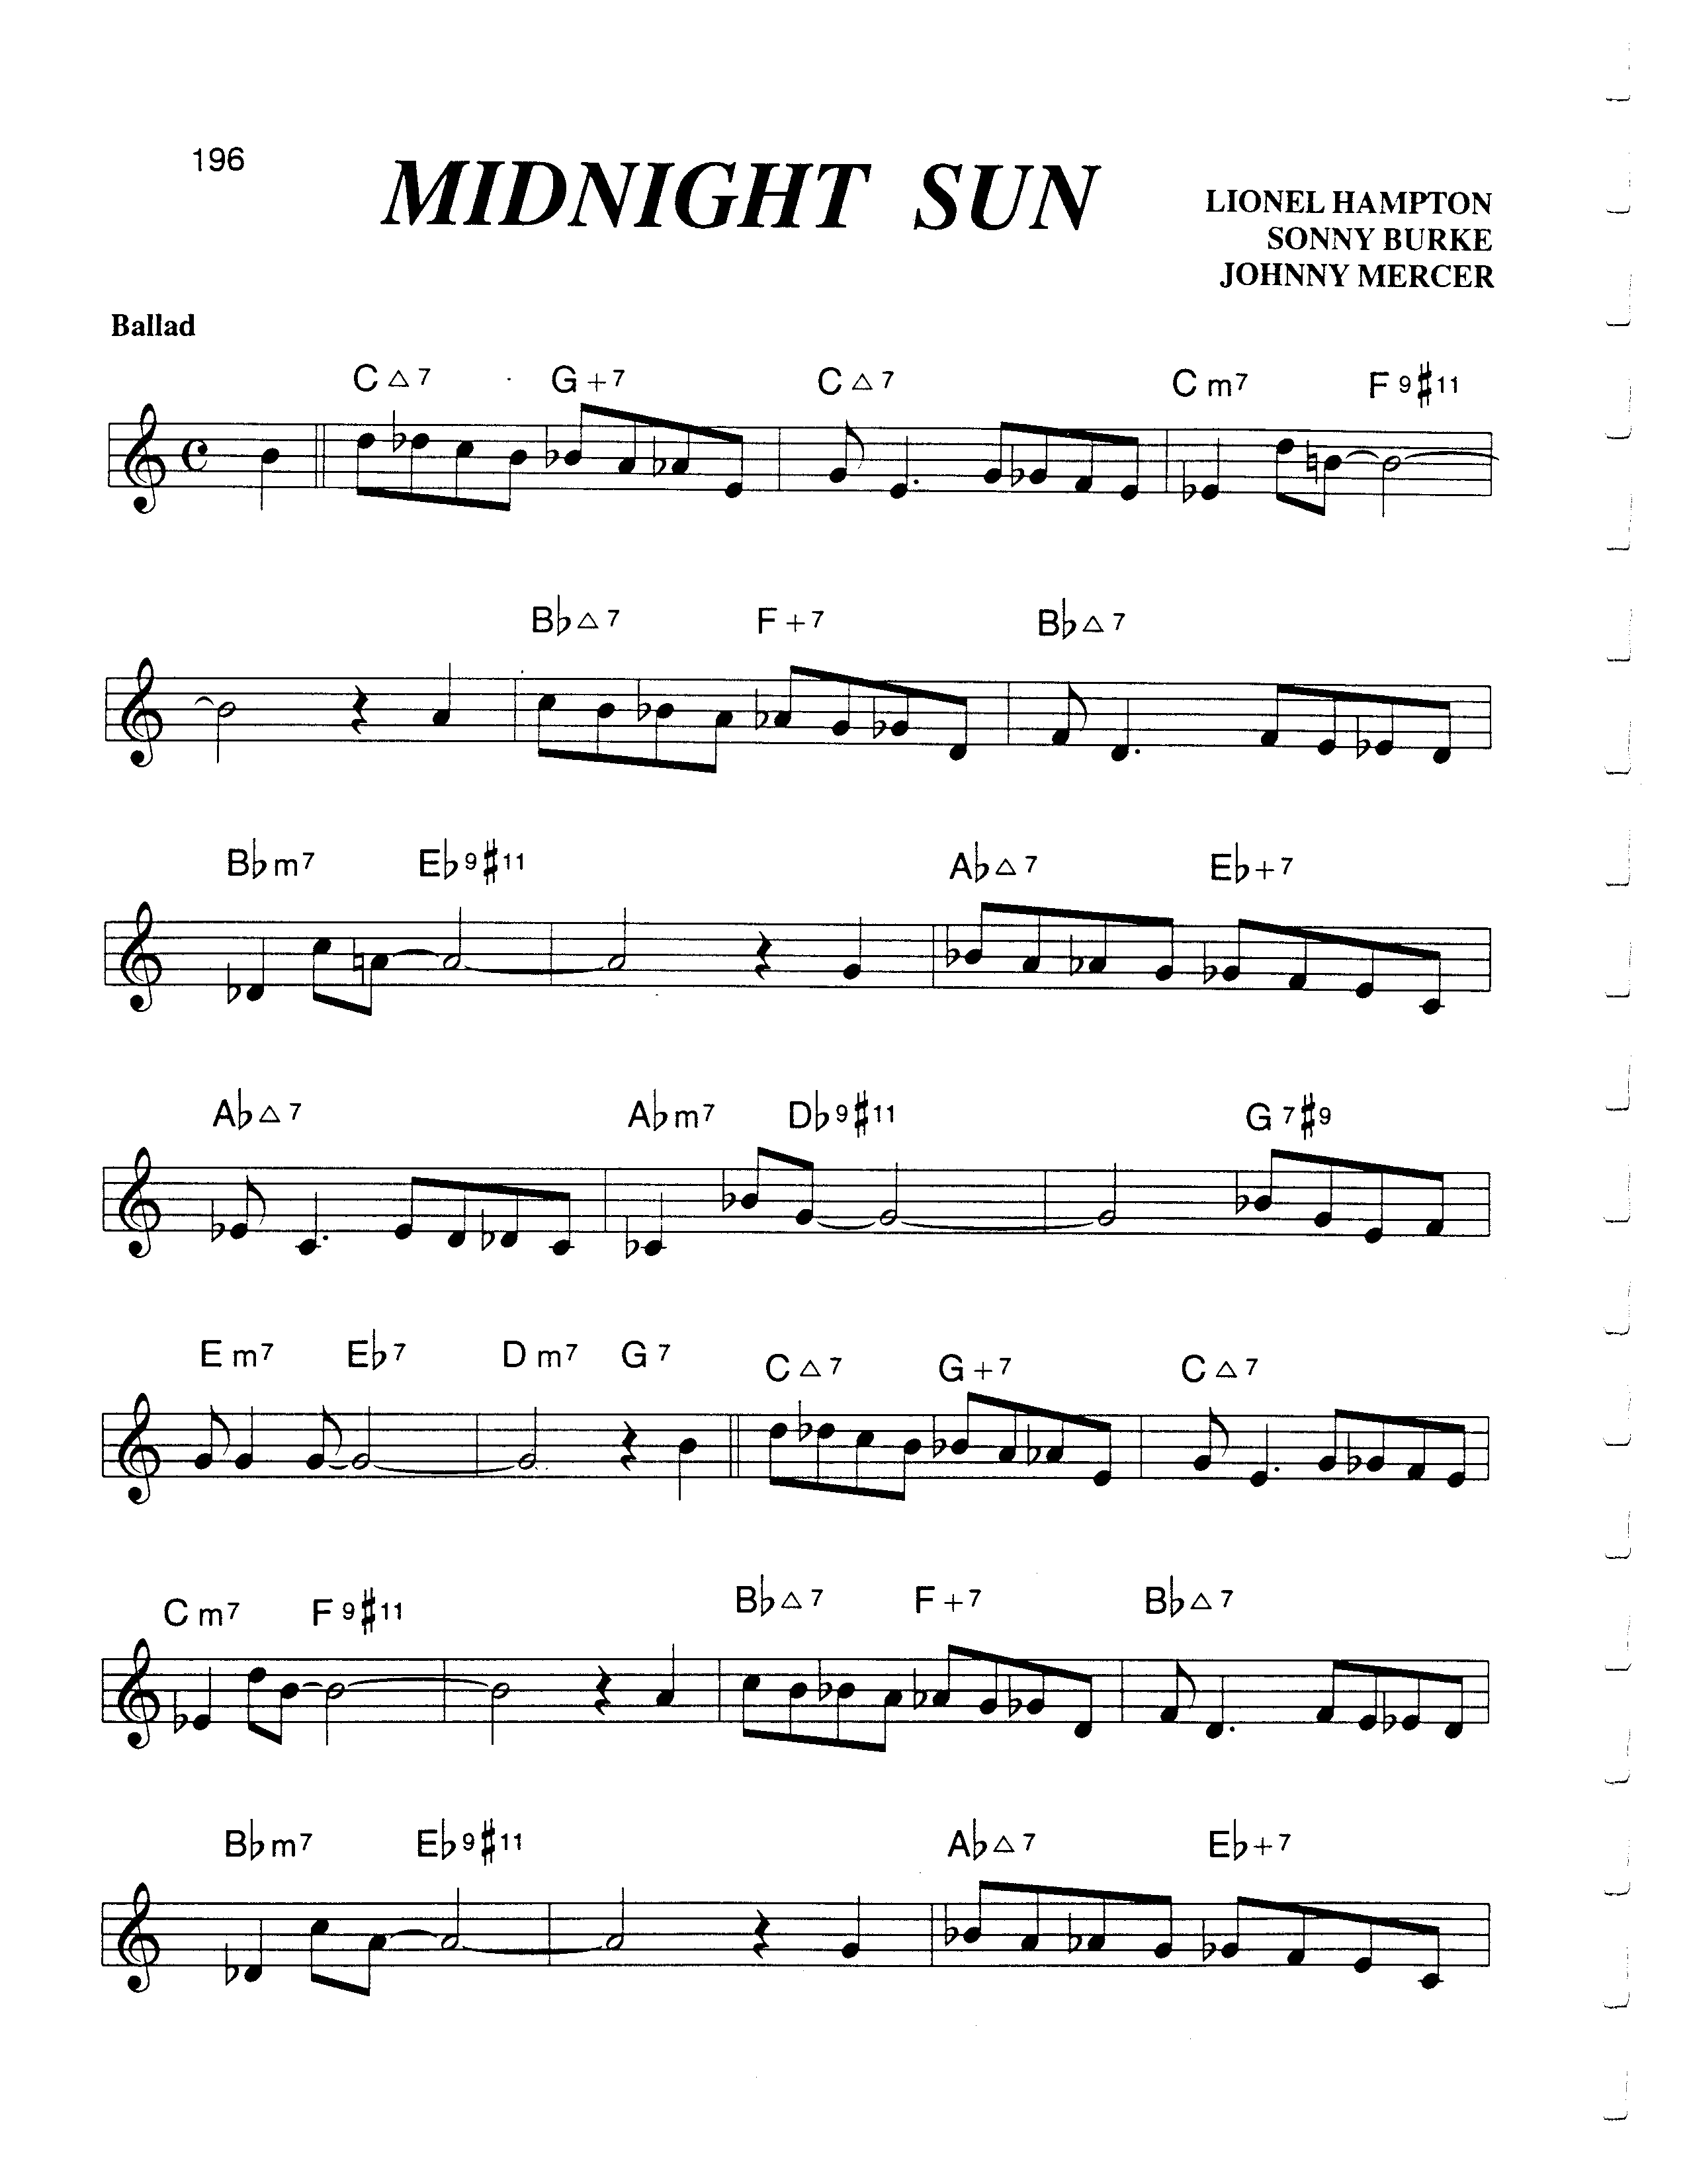 196
MIDNIGHT SUN
LIONEL HAMPTON
SONNY BURKE
JOHNNY MERCER
Ballad
C△7 G+7 C△7 Cm7 F9♯11
B♭△7 F+7 B♭△7
B♭m7 E♭9♯11 A♭△7 E♭+7
A♭△7 A♭m7 D♭9♯11 G7♯9
Em7 E♭7 Dm7 G7 C△7 G+7 C△7
Cm7 F9♯11 B♭△7 F+7 B♭△7
B♭m7 E♭9♯11 A♭△7 E♭+7